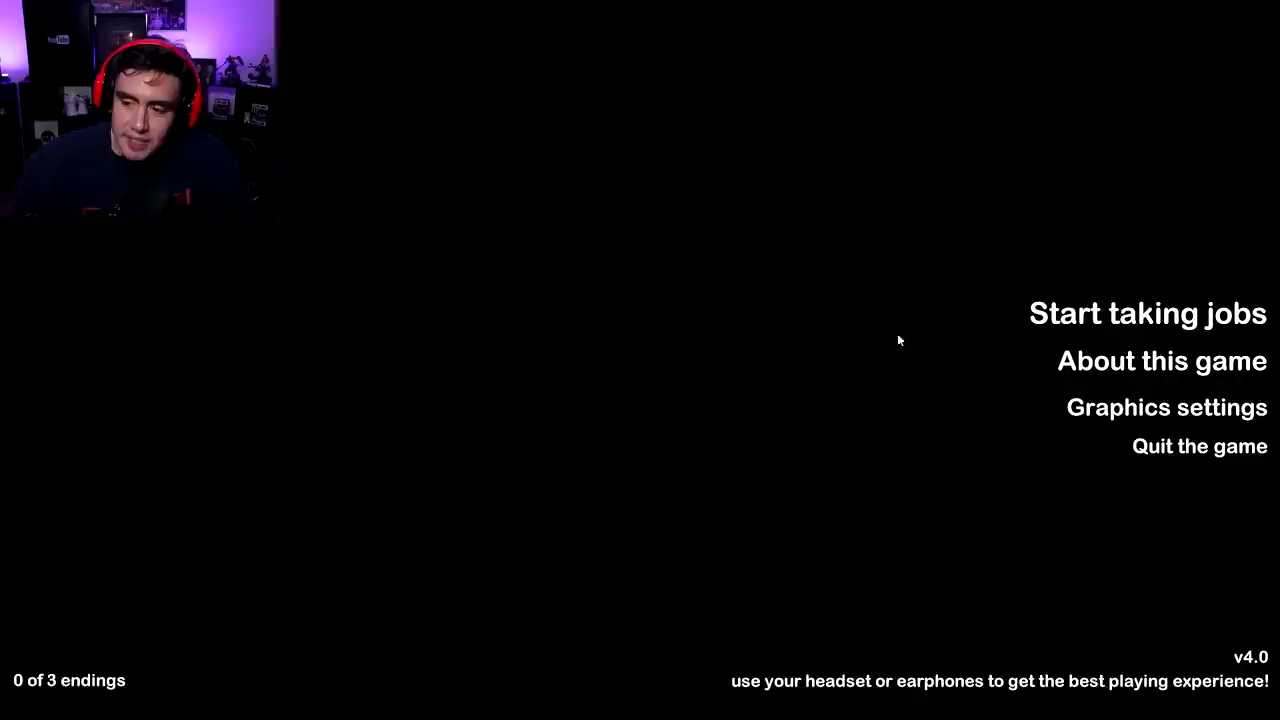 YouTube
Start taking jobs
About this game
Graphics settings
Quit the game
v4.0
0 of 3 endings
use your headset or earphones to get the best playing experience!